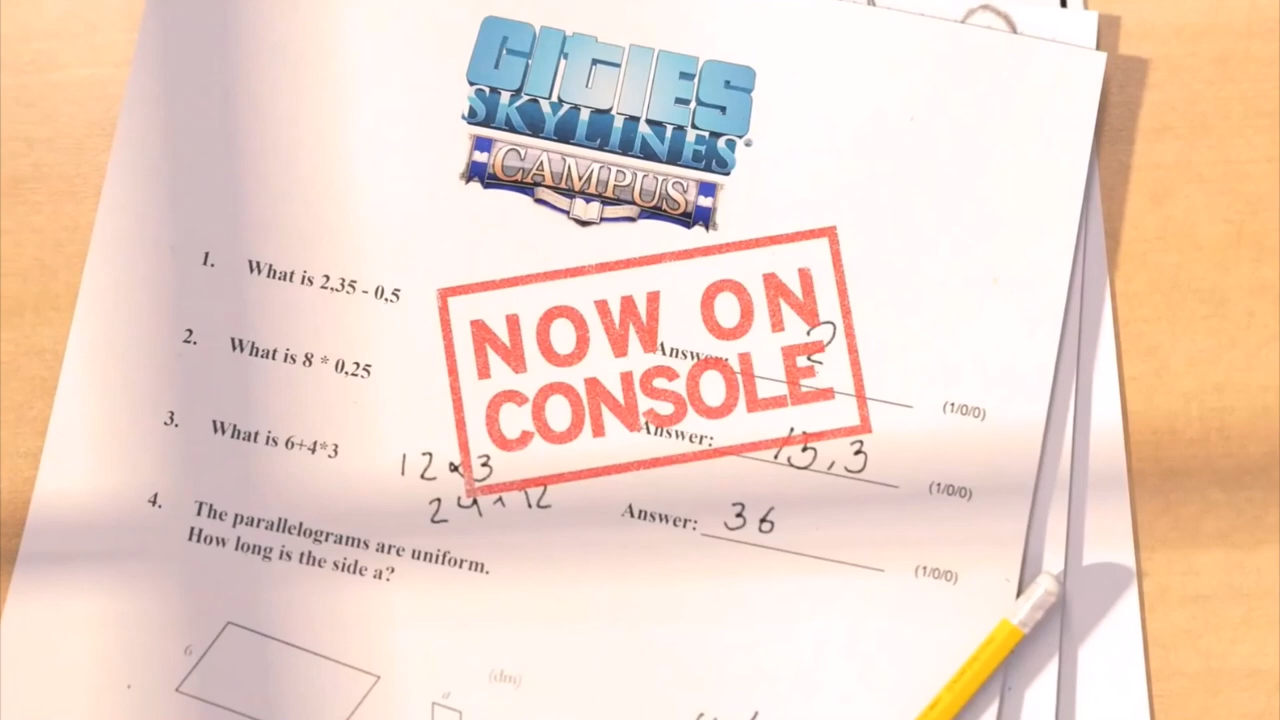 CITIES
SKYLINES
CAMPUS
NOW ON
CONSOLE
1. What is 2,35 - 0,5
Answer: ?
(1/0/0)
2. What is 8 * 0,25
Answer: 15,3
(1/0/0)
3. What is 6+4*3
12 * 3
24 + 12
Answer: 36
(1/0/0)
4. The parallelograms are uniform.
How long is the side a?
6
(dm)
a